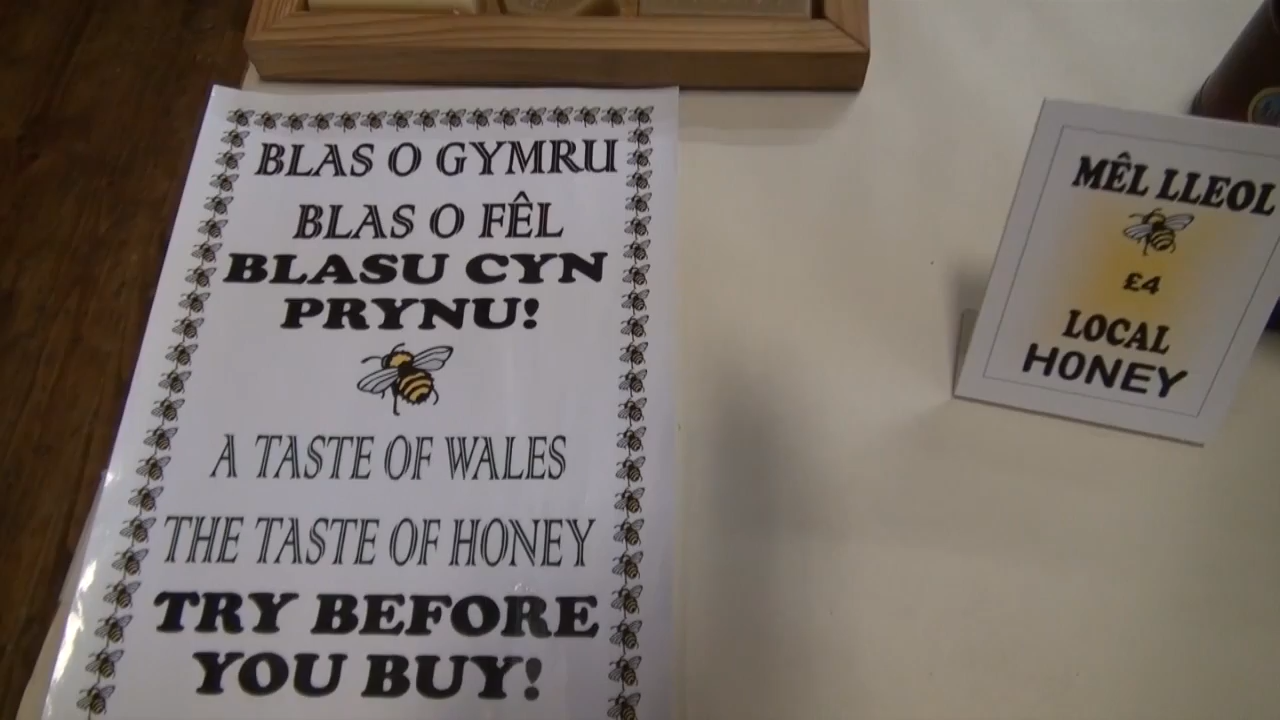 BLAS O GYMRU
BLAS O FÊL
BLASU CYN
PRYNU!
A TASTE OF WALES
THE TASTE OF HONEY
TRY BEFORE
YOU BUY!
MÊL LLEOL
£4
LOCAL
HONEY